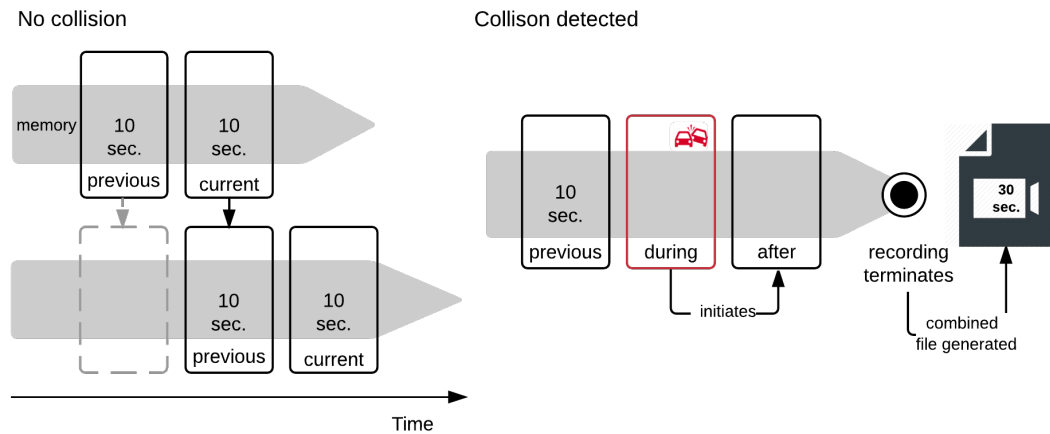 No collision
memory
10
sec.
previous
10
sec.
current
10
sec.
previous
10
sec.
current
Time
Collison detected
10
sec.
previous
during
after
initiates
recording
terminates
combined
file generated
30
sec.